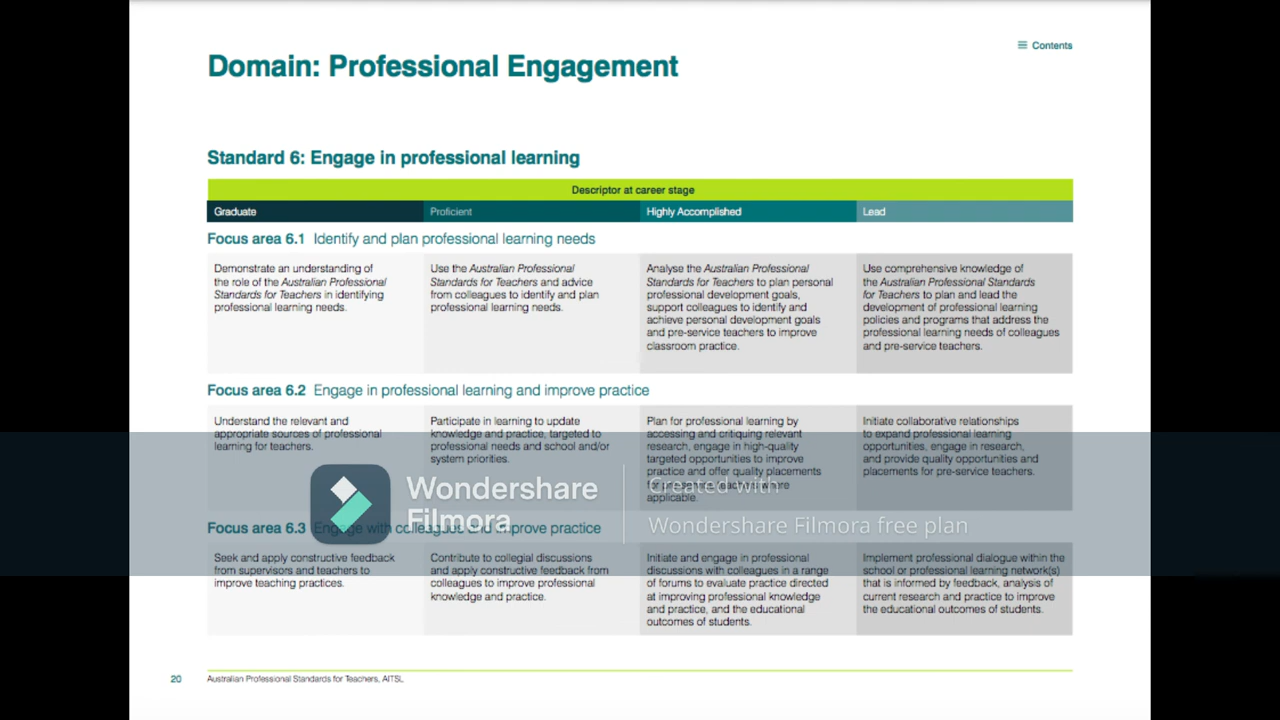 Contents
Domain: Professional Engagement
Standard 6: Engage in professional learning
Descriptor at career stage
Graduate
Proficient
Highly Accomplished
Lead
Focus area 6.1 Identify and plan professional learning needs
Demonstrate an understanding of
the role of the Australian Professional
Standards for Teachers in identifying
professional learning needs.
Use the Australian Professional
Standards for Teachers and advice
from colleagues to identify and plan
professional learning needs.
Analyse the Australian Professional
Standards for Teachers to plan personal
professional development goals,
support colleagues to identify and
achieve personal development goals
and pre-service teachers to improve
classroom practice.
Use comprehensive knowledge of
the Australian Professional Standards
for Teachers to plan and lead the
development of professional learning
policies and programs that address the
professional learning needs of colleagues
and pre-service teachers.
Focus area 6.2 Engage in professional learning and improve practice
Understand the relevant and
appropriate sources of professional
learning for teachers.
Participate in learning to update
knowledge and practice, targeted to
professional needs and school and/or
system priorities.
Plan for professional learning by
accessing and critiquing relevant
research, engage in high-quality
targeted opportunities to improve
practice and offer quality placements
for pre-service teachers where
applicable.
Initiate collaborative relationships
to expand professional learning
opportunities, engage in research,
and provide quality opportunities and
placements for pre-service teachers.
Wondershare
Filmora
Created with
Wondershare Filmora free plan
Focus area 6.3 Engage with colleagues and improve practice
Seek and apply constructive feedback
from supervisors and teachers to
improve teaching practices.
Contribute to collegial discussions
and apply constructive feedback from
colleagues to improve professional
knowledge and practice.
Initiate and engage in professional
discussions with colleagues in a range
of forums to evaluate practice directed
at improving professional knowledge
and practice, and the educational
outcomes of students.
Implement professional dialogue within the
school or professional learning network(s)
that is informed by feedback, analysis of
current research and practice to improve
the educational outcomes of students.
20
Australian Professional Standards for Teachers, AITSL